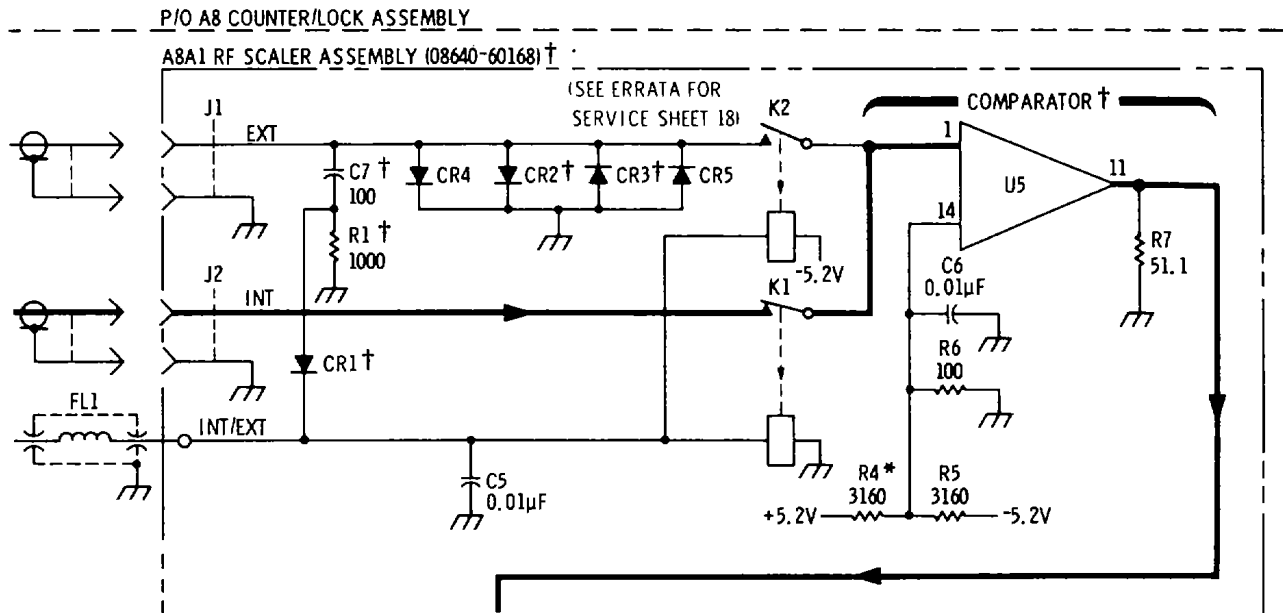 P/O A8 COUNTER/LOCK ASSEMBLY
A8A1 RF SCALER ASSEMBLY (08640-60168)†
(SEE ERRATA FOR
SERVICE SHEET 18)
J1
EXT
K2
COMPARATOR †
C7 †
100
CR4
CR2†
CR3†
CR5
1
11
U5
14
R1 †
1000
-5.2V
R7
51.1
J2
INT
K1
C6
0.01µF
CR1†
R6
100
FL1
INT/EXT
C5
0.01µF
R4*
3160
R5
3160
+5.2V
-5.2V